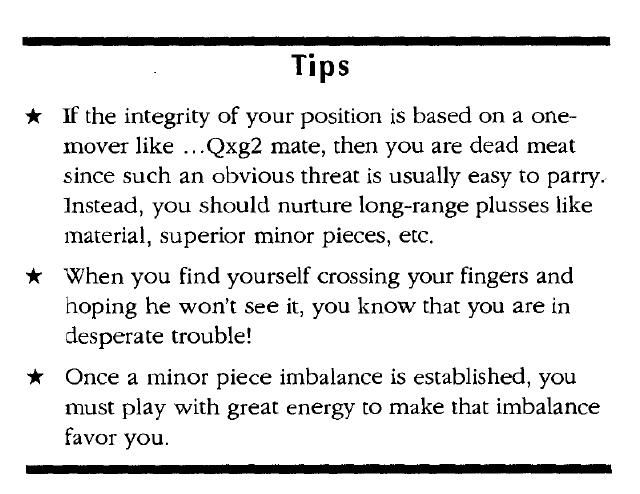 Tips
★ If the integrity of your position is based on a one-
mover like ...Qxg2 mate, then you are dead meat
since such an obvious threat is usually easy to parry.
Instead, you should nurture long-range plusses like
material, superior minor pieces, etc.
★ When you find yourself crossing your fingers and
hoping he won't see it, you know that you are in
desperate trouble!
★ Once a minor piece imbalance is established, you
must play with great energy to make that imbalance
favor you.